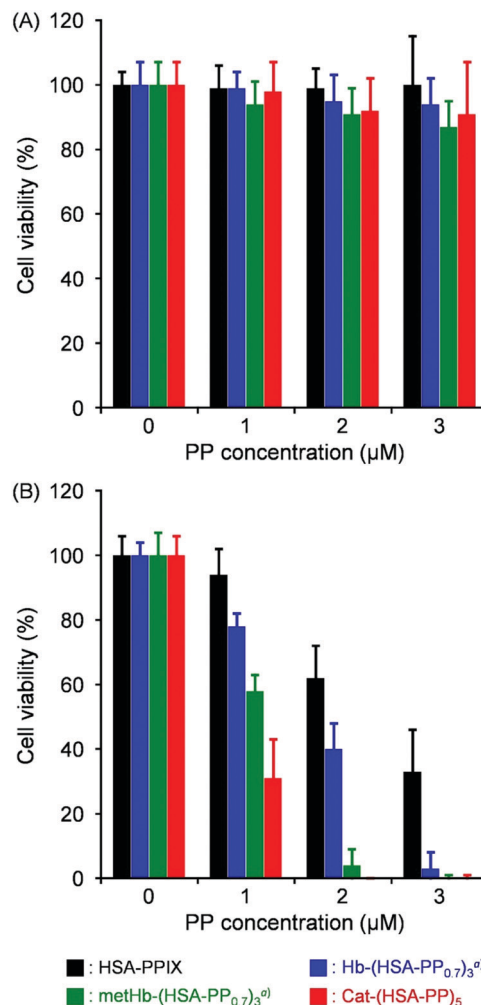 (A)
120
100
80
60
40
20
0
Cell viability (%)
0 1 2 3
PP concentration (µM)
(B)
120
100
80
60
40
20
0
Cell viability (%)
0 1 2 3
PP concentration (µM)
: HSA-PPIX : Hb-(HSA-PP0.7)3a)
: metHb-(HSA-PP0.7)3a) : Cat-(HSA-PP)5